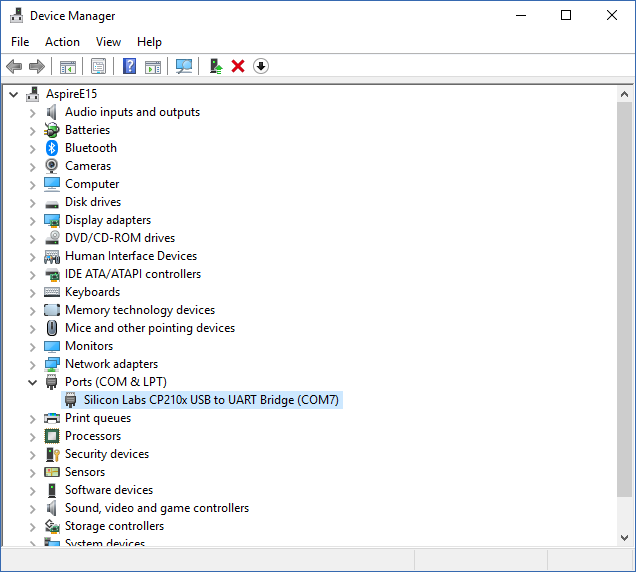 Device Manager
File Action View Help
AspireE15
Audio inputs and outputs
Batteries
Bluetooth
Cameras
Computer
Disk drives
Display adapters
DVD/CD-ROM drives
Human Interface Devices
IDE ATA/ATAPI controllers
Keyboards
Memory technology devices
Mice and other pointing devices
Monitors
Network adapters
Ports (COM & LPT)
Silicon Labs CP210x USB to UART Bridge (COM7)
Print queues
Processors
Security devices
Sensors
Software devices
Sound, video and game controllers
Storage controllers
System devices